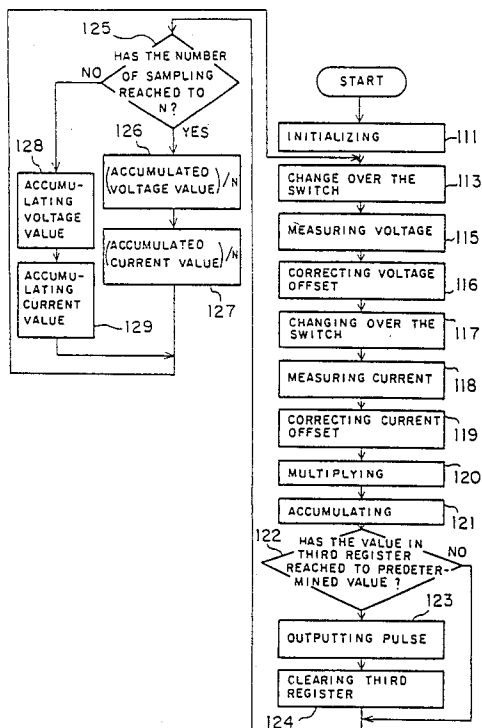 START
INITIALIZING
111
CHANGE OVER THE
SWITCH
113
MEASURING VOLTAGE
115
CORRECTING VOLTAGE
OFFSET
116
CHANGING OVER THE
SWITCH
117
MEASURING CURRENT
118
CORRECTING CURRENT
OFFSET
119
MULTIPLYING
120
ACCUMULATING
121
122
HAS THE VALUE IN
THIRD REGISTER
REACHED TO PREDETER-
MINED VALUE ?
NO
123
OUTPUTTING PULSE
CLEARING THIRD
REGISTER
124
125
HAS THE NUMBER
OF SAMPLING
REACHED TO
N?
NO
YES
126
(ACCUMULATED
VOLTAGE VALUE)/N
(ACCUMULATED
CURRENT VALUE)/N
127
128
ACCUMU-
LATING
VOLTAGE
VALUE
ACCUMU-
LATING
CURRENT
VALUE
129